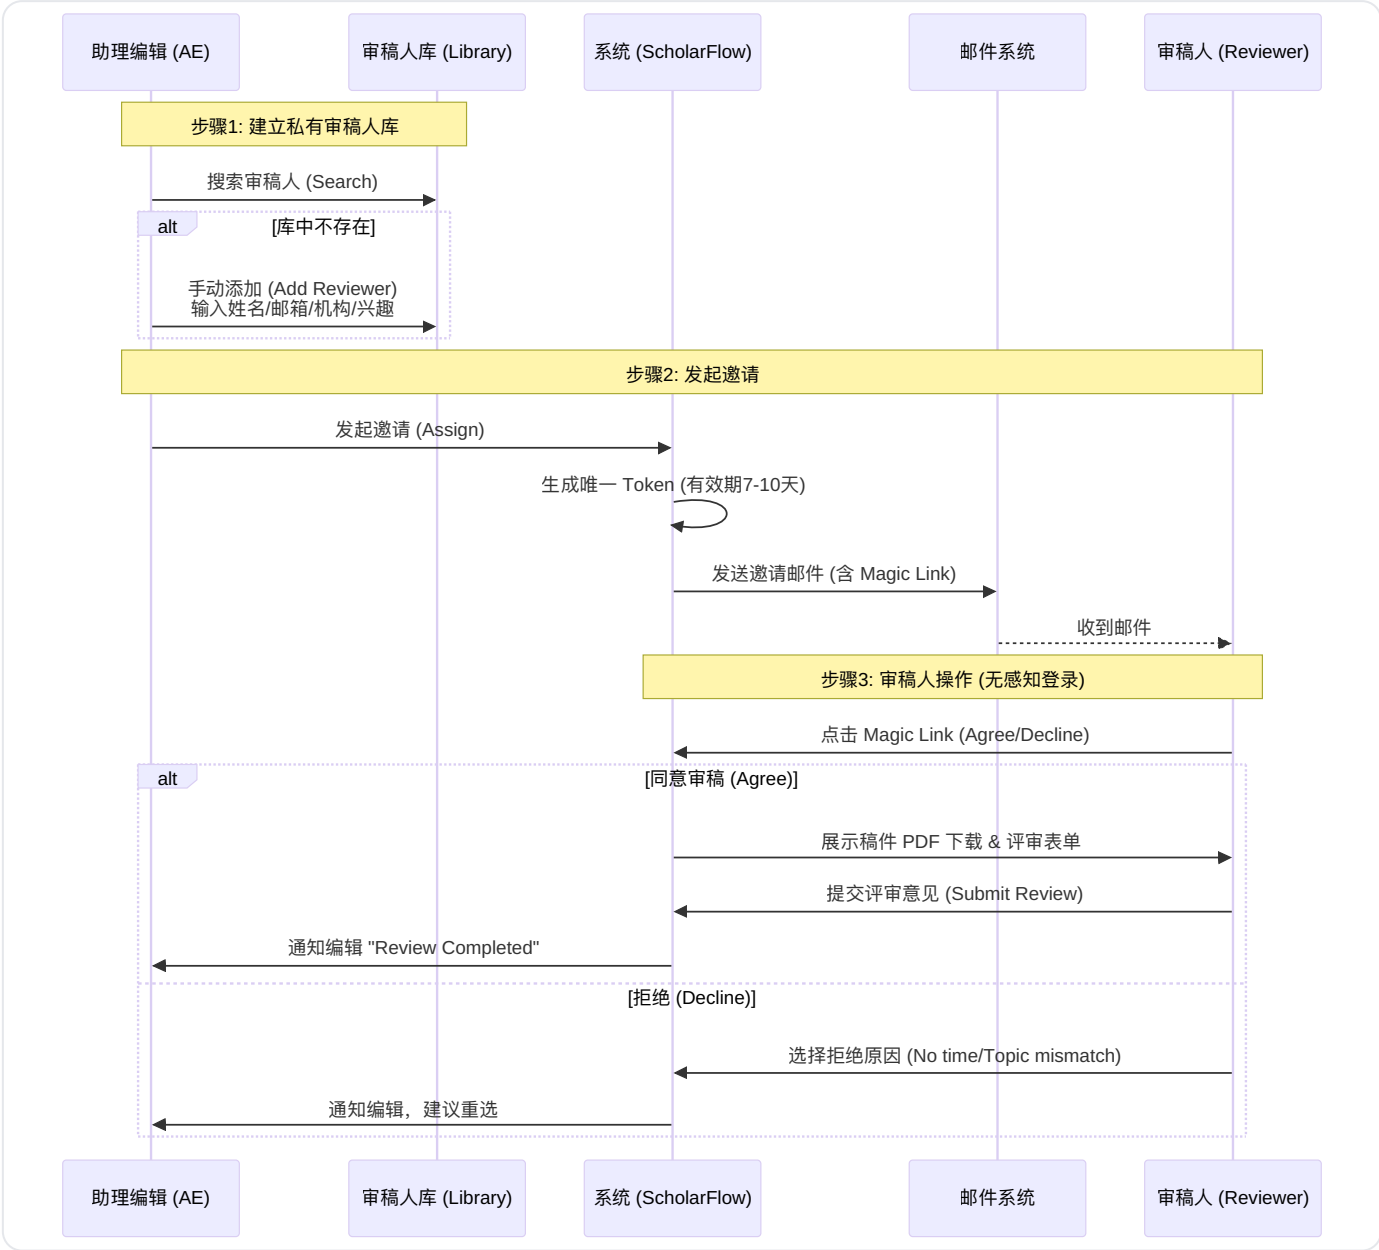 助理编辑 (AE)
审稿人库 (Library)
系统 (ScholarFlow)
邮件系统
审稿人 (Reviewer)
步骤1: 建立私有审稿人库
搜索审稿人 (Search)
alt
[库中不存在]
手动添加 (Add Reviewer)
输入姓名/邮箱/机构/兴趣
步骤2: 发起邀请
发起邀请 (Assign)
生成唯一 Token (有效期7-10天)
发送邀请邮件 (含 Magic Link)
收到邮件
步骤3: 审稿人操作 (无感知登录)
点击 Magic Link (Agree/Decline)
alt
[同意审稿 (Agree)]
展示稿件 PDF 下载 & 评审表单
提交评审意见 (Submit Review)
通知编辑 "Review Completed"
[拒绝 (Decline)]
选择拒绝原因 (No time/Topic mismatch)
通知编辑，建议重选
助理编辑 (AE)
审稿人库 (Library)
系统 (ScholarFlow)
邮件系统
审稿人 (Reviewer)